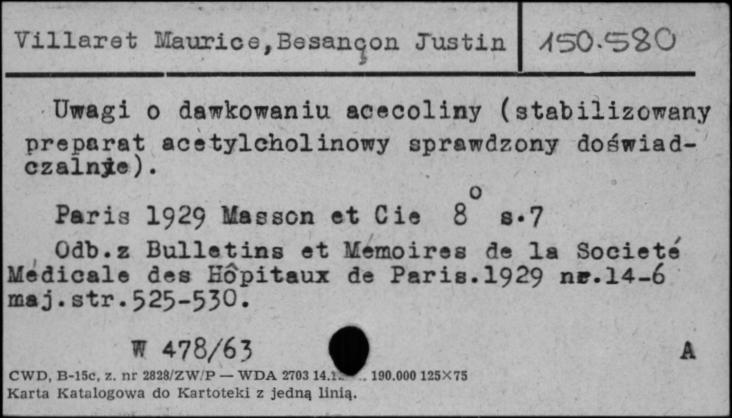 Villaret Maurice, Besançon Justin 150.580
Uwagi o dawkowaniu acecoliny (stabilizowany
preparat acetylcholinowy sprawdzony doświad-
czalnie).
Paris 1929 Masson et Cie 8° s.7
Odb.z Bulletins et Mémoires de la Societé
Médicale des Hôpitaux de Paris.1929 nr.14-6
maj.str.525-530.
W 478/63 A
CWD, B-15c, z. nr 2828/ZW/P — WDA 2703 190.000 125×75
Karta Katalogowa do Kartoteki z jedną linią.